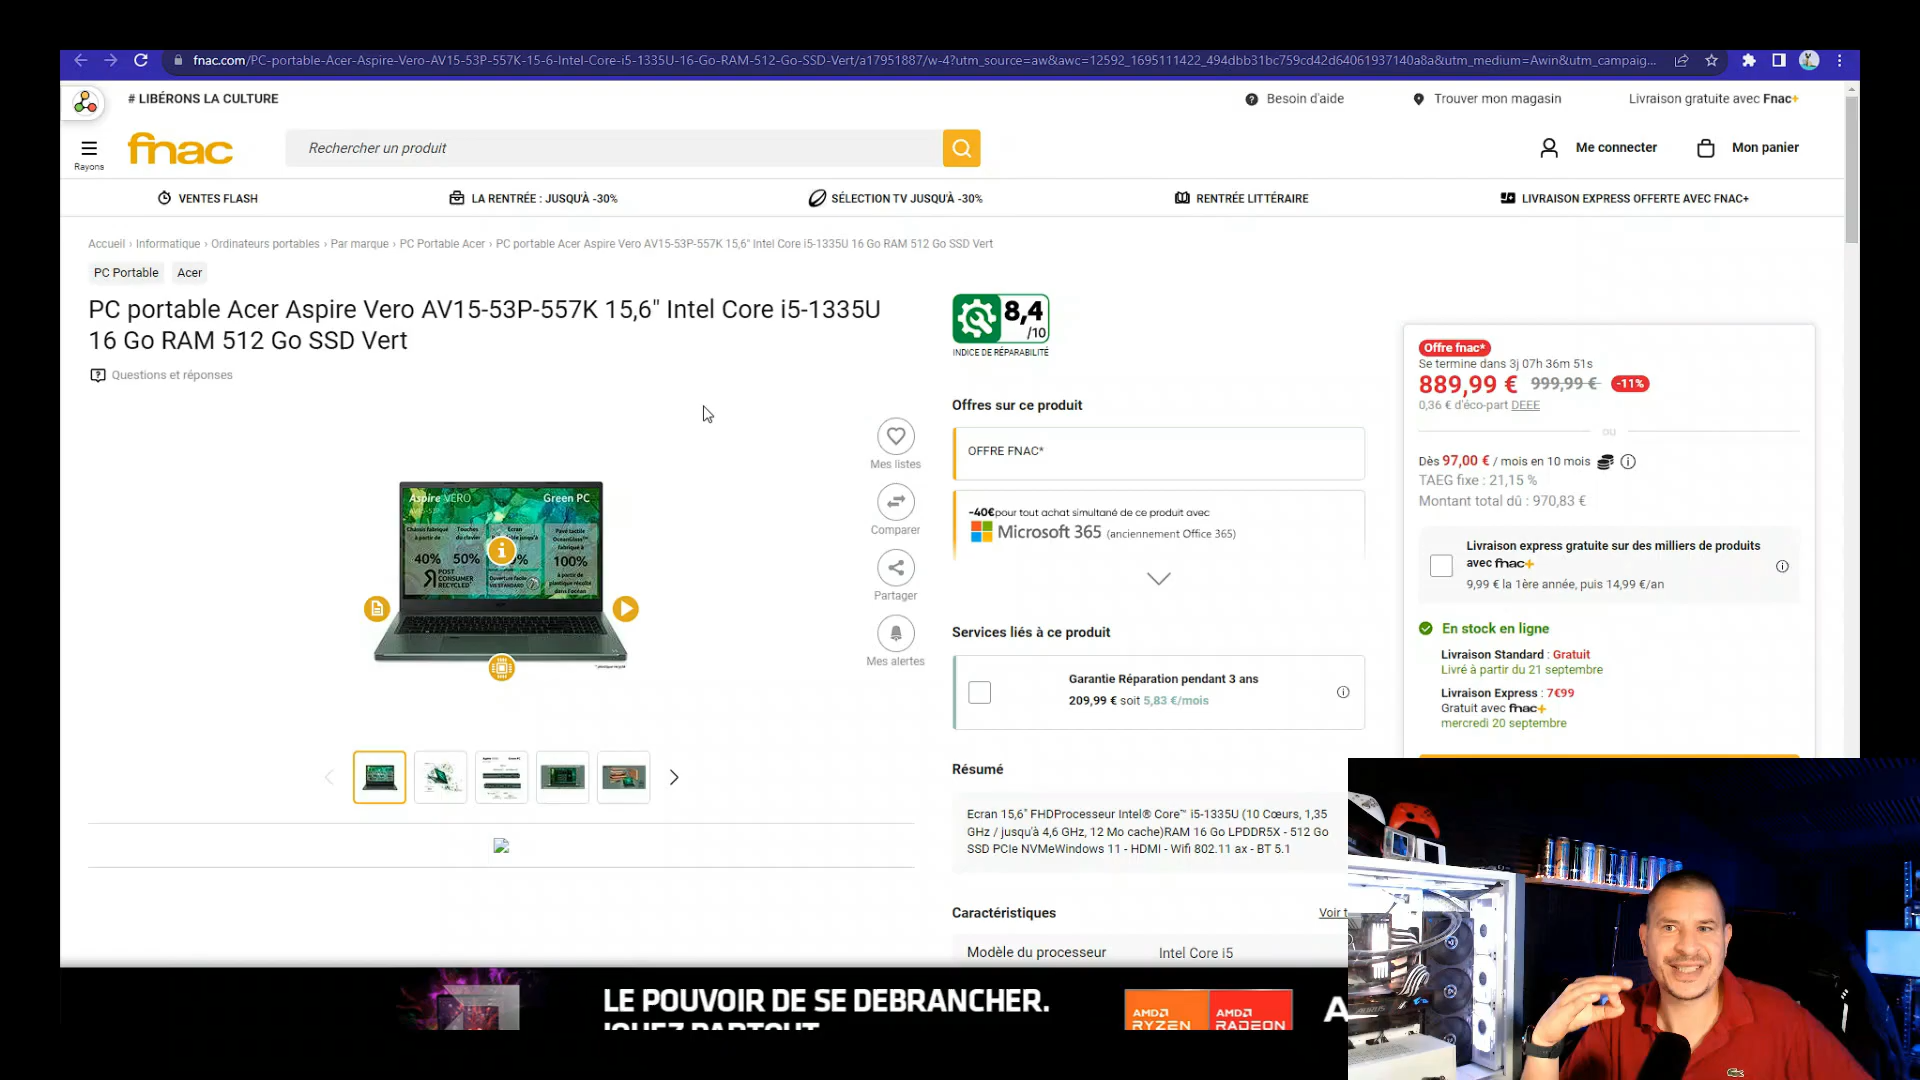 fnac.com/PC-portable-Acer-Aspire-Vero-AV15-53P-557K-15-6-Intel-Core-i5-1335U-16-Go-RAM-512-Go-SSD-Vert/a17951887/w-4?utm_source=aw&awc=12592_1695111422_494dbb31bc759cd42d64061937140a8a&utm_medium=Awin&utm_campaig...
# LIBÉRONS LA CULTURE
Besoin d'aide
Trouver mon magasin
Livraison gratuite avec Fnac+
Rayons
fnac
Rechercher un produit
Me connecter
Mon panier
VENTES FLASH
LA RENTRÉE : JUSQU'À -30%
SÉLECTION TV JUSQU'À -30%
RENTRÉE LITTÉRAIRE
LIVRAISON EXPRESS OFFERTE AVEC FNAC+
Accueil › Informatique › Ordinateurs portables › Par marque › PC Portable Acer › PC portable Acer Aspire Vero AV15-53P-557K 15,6" Intel Core i5-1335U 16 Go RAM 512 Go SSD Vert
PC Portable
Acer
PC portable Acer Aspire Vero AV15-53P-557K 15,6" Intel Core i5-1335U
16 Go RAM 512 Go SSD Vert
Questions et réponses
Aspire VERO
Green PC
40%
50%
100%
POST
CONSUMER
RECYCLED
Mes listes
Comparer
Partager
Mes alertes
8,4
/10
INDICE DE RÉPARABILITÉ
Offres sur ce produit
OFFRE FNAC*
-40€ pour tout achat simultané de ce produit avec
Microsoft 365 (anciennement Office 365)
Services liés à ce produit
Garantie Réparation pendant 3 ans
209,99 € soit 5,83 €/mois
Résumé
Ecran 15,6" FHDProcesseur Intel® Core™ i5-1335U (10 Cœurs, 1,35
GHz / jusqu'à 4,6 GHz, 12 Mo cache)RAM 16 Go LPDDR5X - 512 Go
SSD PCIe NVMeWindows 11 - HDMI - Wifi 802.11 ax - BT 5.1
Caractéristiques
Voir t
Modèle du processeur
Intel Core i5
Offre fnac*
Se termine dans 3j 07h 36m 51s
889,99 € 999,99 € -11%
0,36 € d'éco-part DEEE
ou
Dès 97,00 € / mois en 10 mois
TAEG fixe : 21,15 %
Montant total dû : 970,83 €
Livraison express gratuite sur des milliers de produits
avec fnac+
9,99 € la 1ère année, puis 14,99 €/an
En stock en ligne
Livraison Standard : Gratuit
Livré à partir du 21 septembre
Livraison Express : 7€99
Gratuit avec fnac+
mercredi 20 septembre
LE POUVOIR DE SE DEBRANCHER.
JOUEZ PARTOUT
AMD
RYZEN
AMD
RADEON
A